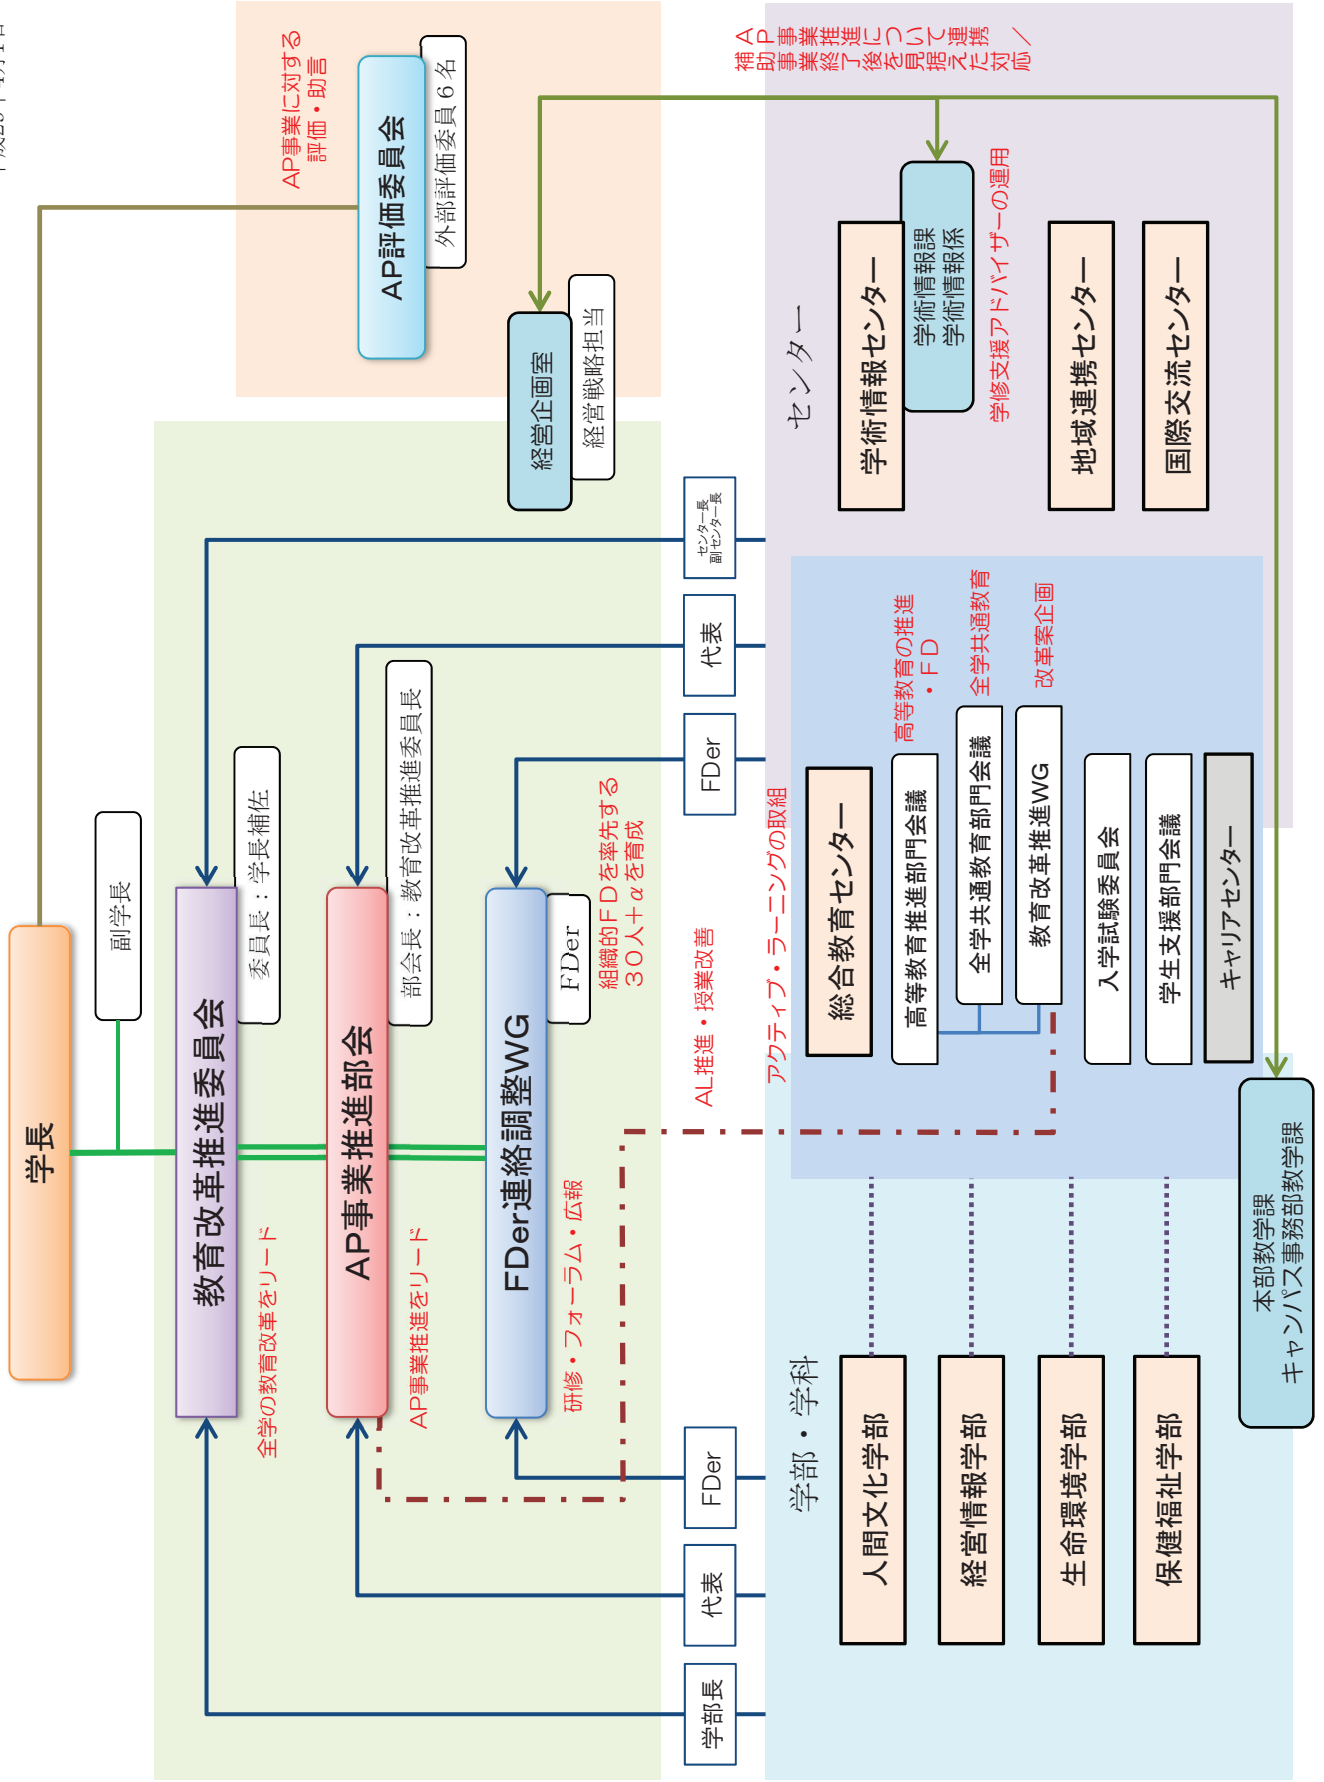 学長
副学長
教育改革推進委員会
委員長：学長補佐
全学の教育改革をリード
AP事業推進部会
部会長：教育改革推進委員長
AP事業推進をリード
FDer連絡調整WG
FDer
組織的ＦＤを率先する
３０人＋αを育成
研修・フォーラム・広報
AP事業に対する
評価・助言
AP評価委員会
外部評価委員６名
経営企画室
経営戦略担当
学部長
代表
FDer
FDer
代表
センター長
副センター長
AL推進・授業改善
アクティブ・ラーニングの取組
ＡＰ事業推進について連携／
補助事業終了後を見据えた対応
学部・学科
人間文化学部
経営情報学部
生命環境学部
保健福祉学部
総合教育センター
高等教育推進部門会議
高等教育の推進
・ＦＤ
全学共通教育部門会議
全学共通教育
教育改革推進WG
改革案企画
入学試験委員会
学生支援部門会議
キャリアセンター
センター
学術情報センター
学術情報課
学術情報係
学修支援アドバイザーの運用
地域連携センター
国際交流センター
本部教学課
キャンパス事務部教学課